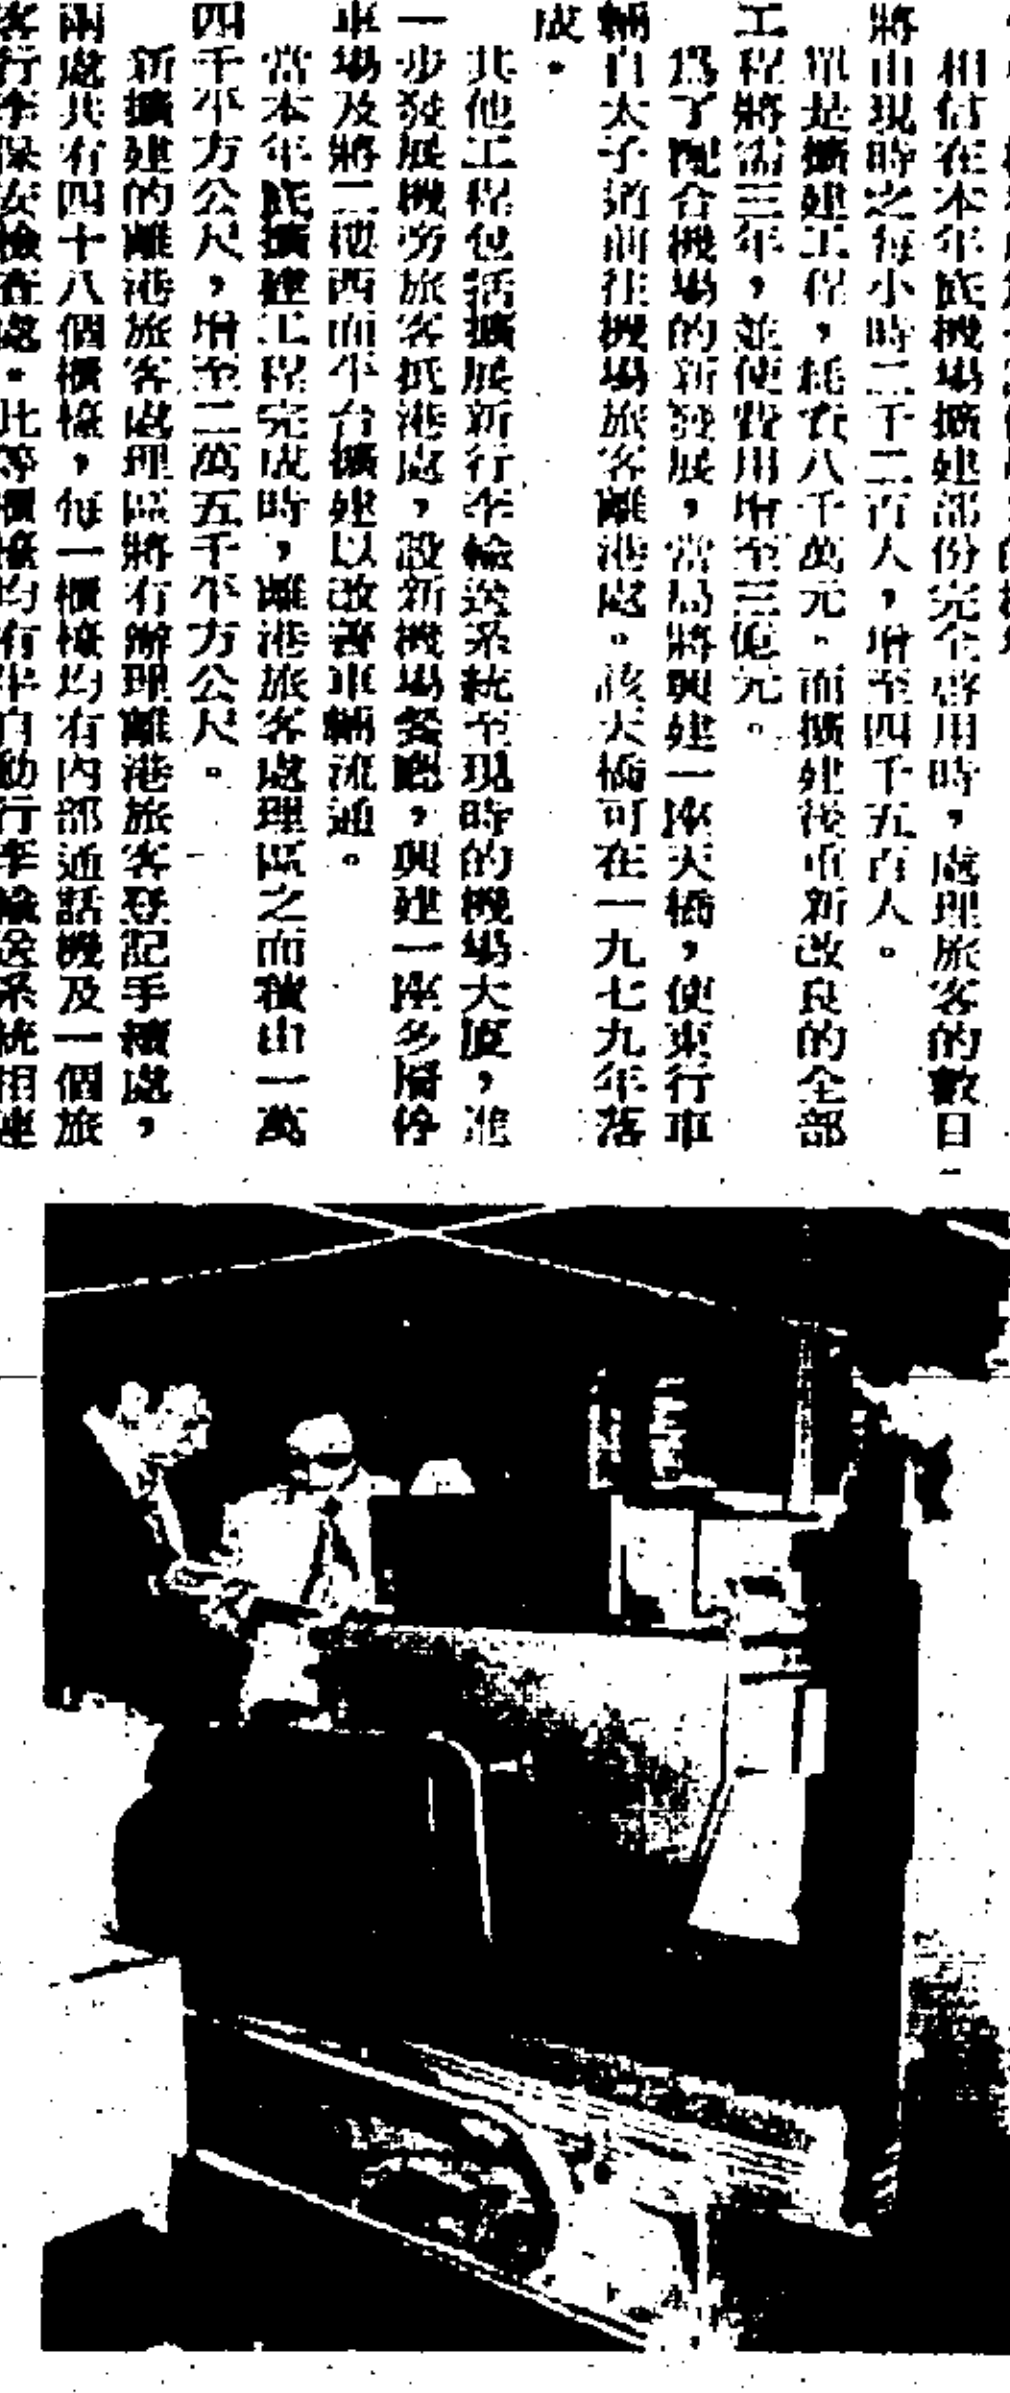 相信在本年底機場擴建部份完全啓用時，處理旅客的數目
將由現時之每小時二千二百人，增至四千五百人。
單是擴建工程，耗資八千萬元。而擴建後重新改良的全部
工程將需三年，並使費用增至三億元。
爲了配合機場的新發展，當局將興建一座天橋，使東行車
輛自太子道前往機場旅客離港處。該天橋可在一九七九年落
成。
其他工程包括擴展新行李輸送系統至現時的機場大廈，進
一步發展機旁旅客抵港處，設新機場餐廳，興建一座多層停
車場及將二樓西面平台擴建以改善車輛流通。
當本年底擴建工程完成時，離港旅客處理區之面積由一萬
四千平方公尺，增至二萬五千平方公尺。
新擴建的離港旅客處理區將有辦理離港旅客登記手續處，
兩處共有四十八個櫃檯，每一櫃檯均有內部通話機及一個旅
客行李保安檢查處。此等櫃檯均有半自動行李輸送系統相連